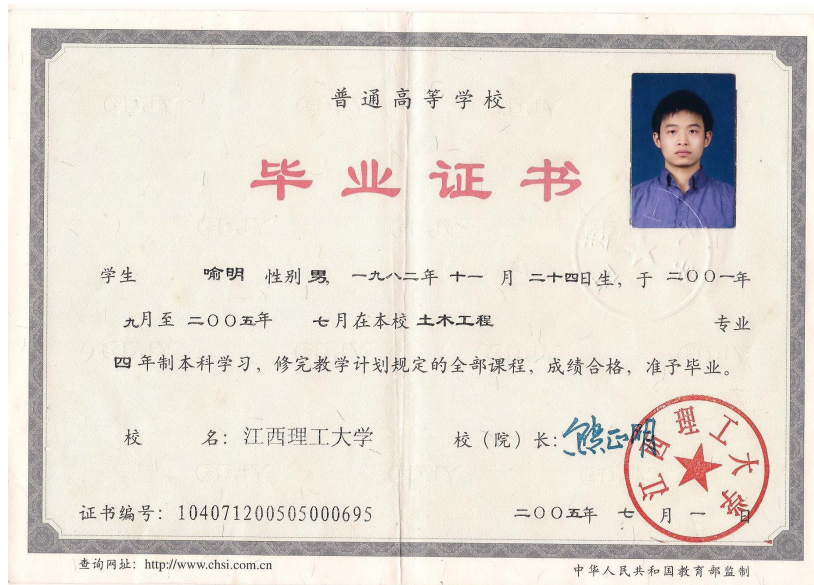 普通高等学校
毕业证书
学生 喻明 性别 男，一九八二年 十一 月 二十四日生，于 二〇〇一年
九月至 二〇〇五年 七月在本校 土木工程 专业
四 年制本科学习，修完教学计划规定的全部课程，成绩合格，准予毕业。
校 名：江西理工大学 校（院）长：熊正明
江西理工大学
证书编号：104071200505000695 二〇〇五年 七 月 一 日
查询网址：http://www.chsi.com.cn 中华人民共和国教育部监制